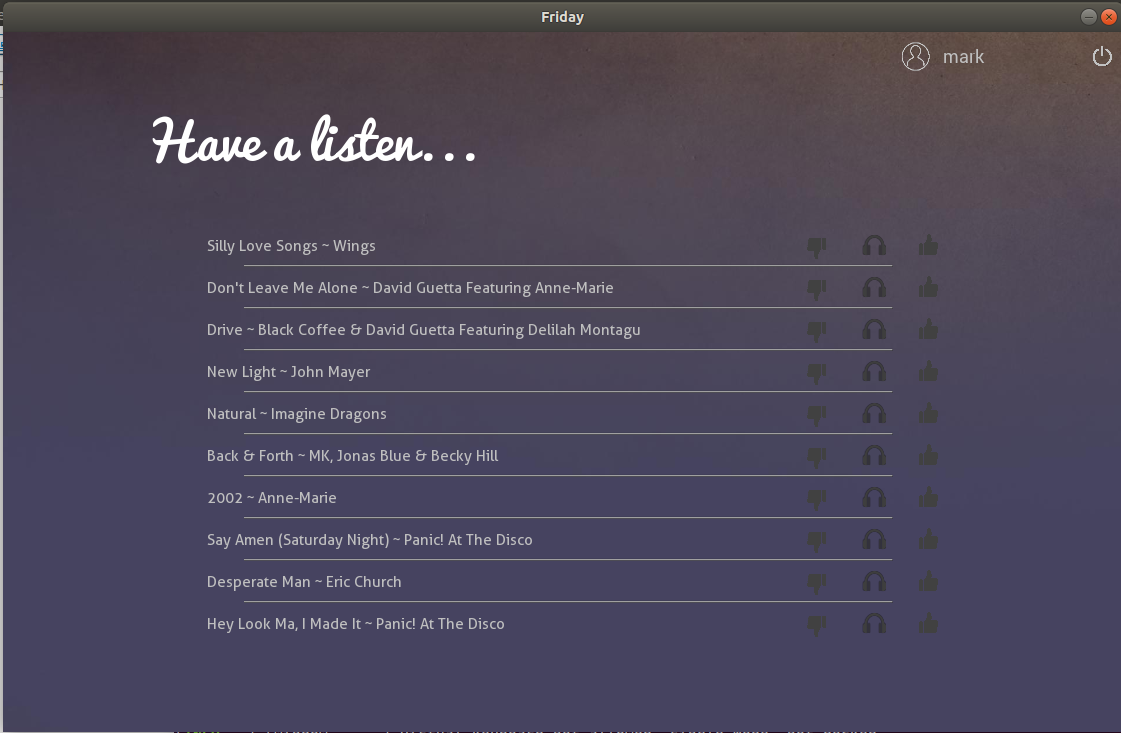 Friday
mark
Have a listen...
Silly Love Songs ~ Wings
Don't Leave Me Alone ~ David Guetta Featuring Anne-Marie
Drive ~ Black Coffee & David Guetta Featuring Delilah Montagu
New Light ~ John Mayer
Natural ~ Imagine Dragons
Back & Forth ~ MK, Jonas Blue & Becky Hill
2002 ~ Anne-Marie
Say Amen (Saturday Night) ~ Panic! At The Disco
Desperate Man ~ Eric Church
Hey Look Ma, I Made It ~ Panic! At The Disco